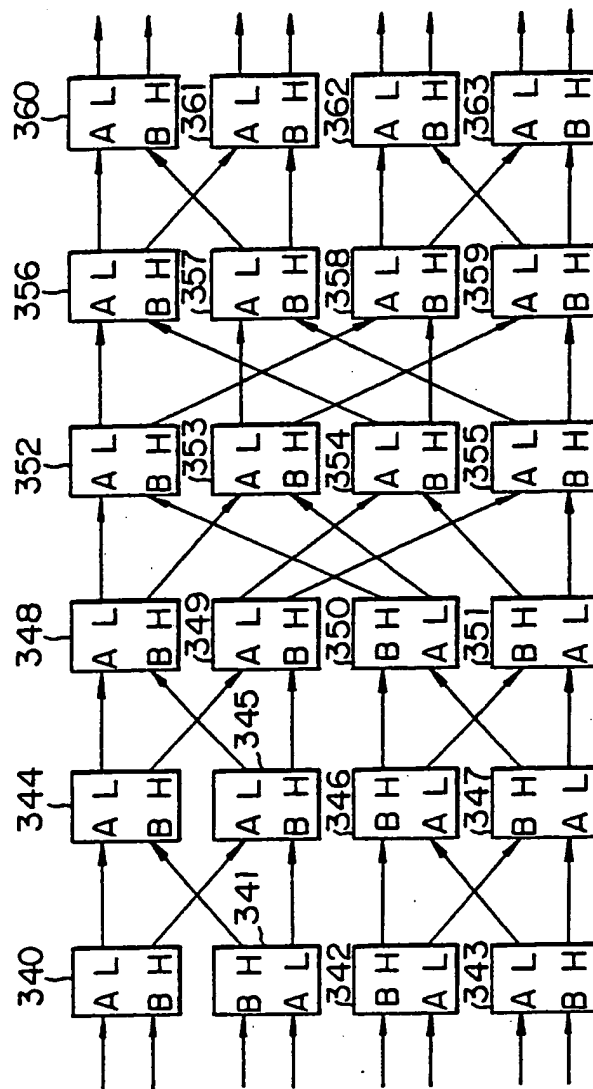 340 344 348 352 356 360
A L A L A L A L A L A L
B H B H B H B H B H B H
341 345 349 353 357 361
B H A L A L A L A L A L
A L B H B H B H B H B H
342 346 350 354 358 362
B H B H B H A L A L A L
A L A L A L B H B H B H
343 347 351 355 359 363
A L B H B H A L A L A L
B H A L A L B H B H B H